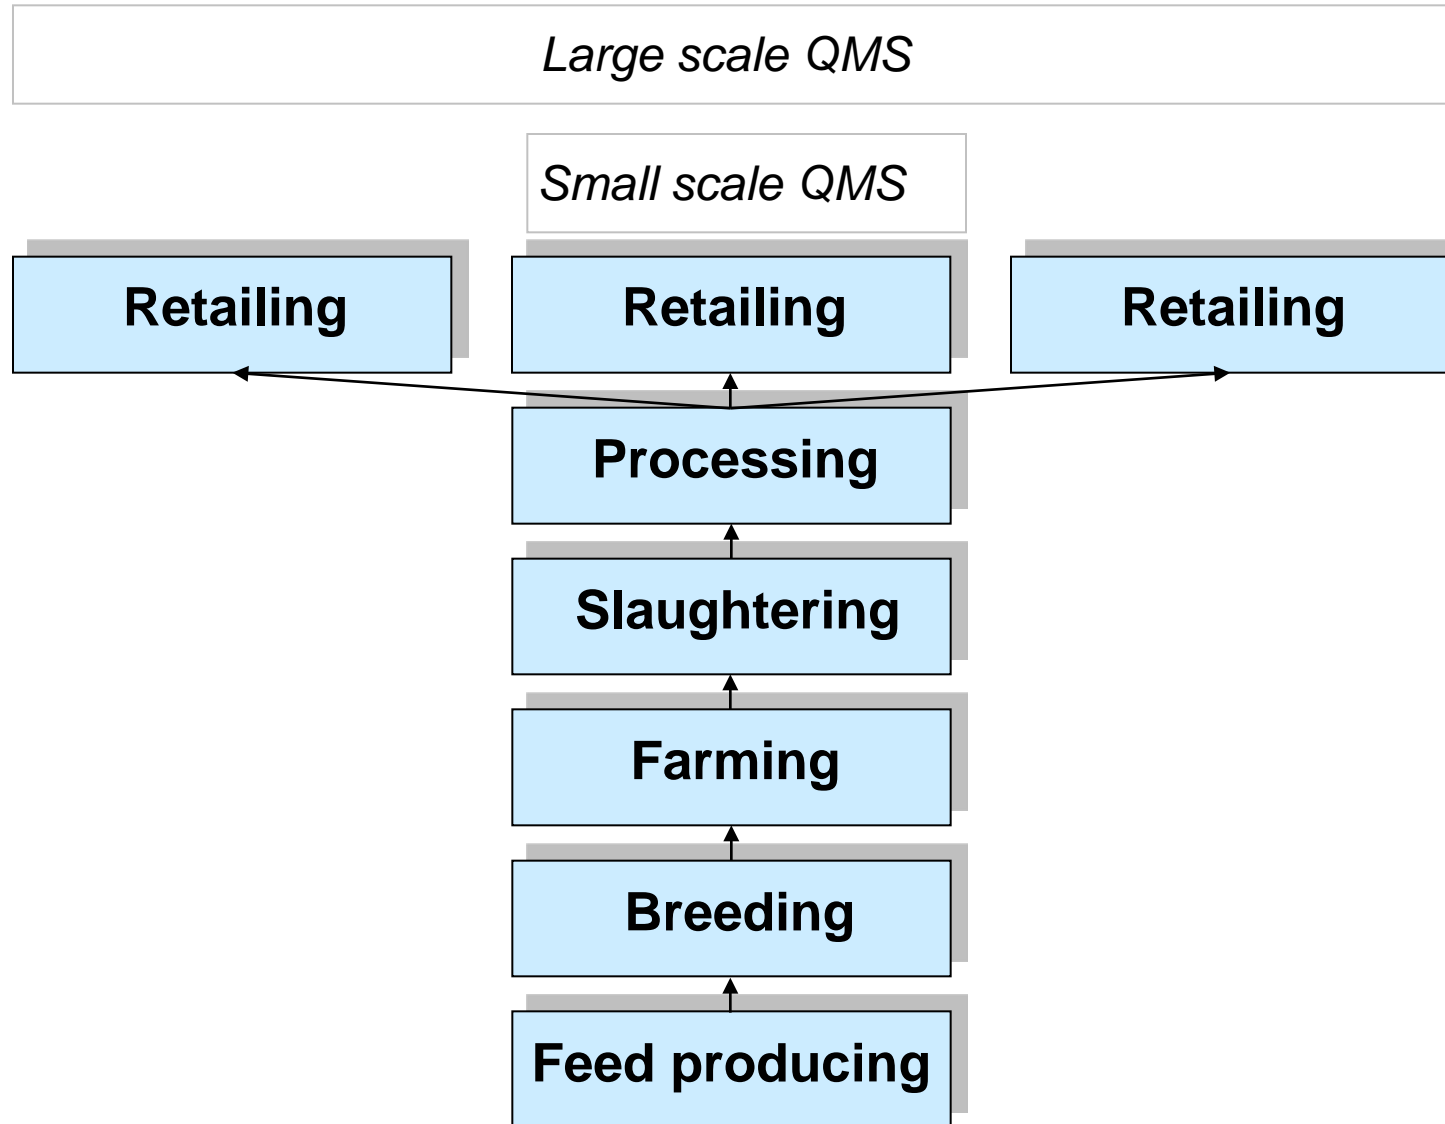 Large scale QMS
Small scale QMS
Retailing
Retailing
Retailing
Processing
Slaughtering
Farming
Breeding
Feed producing